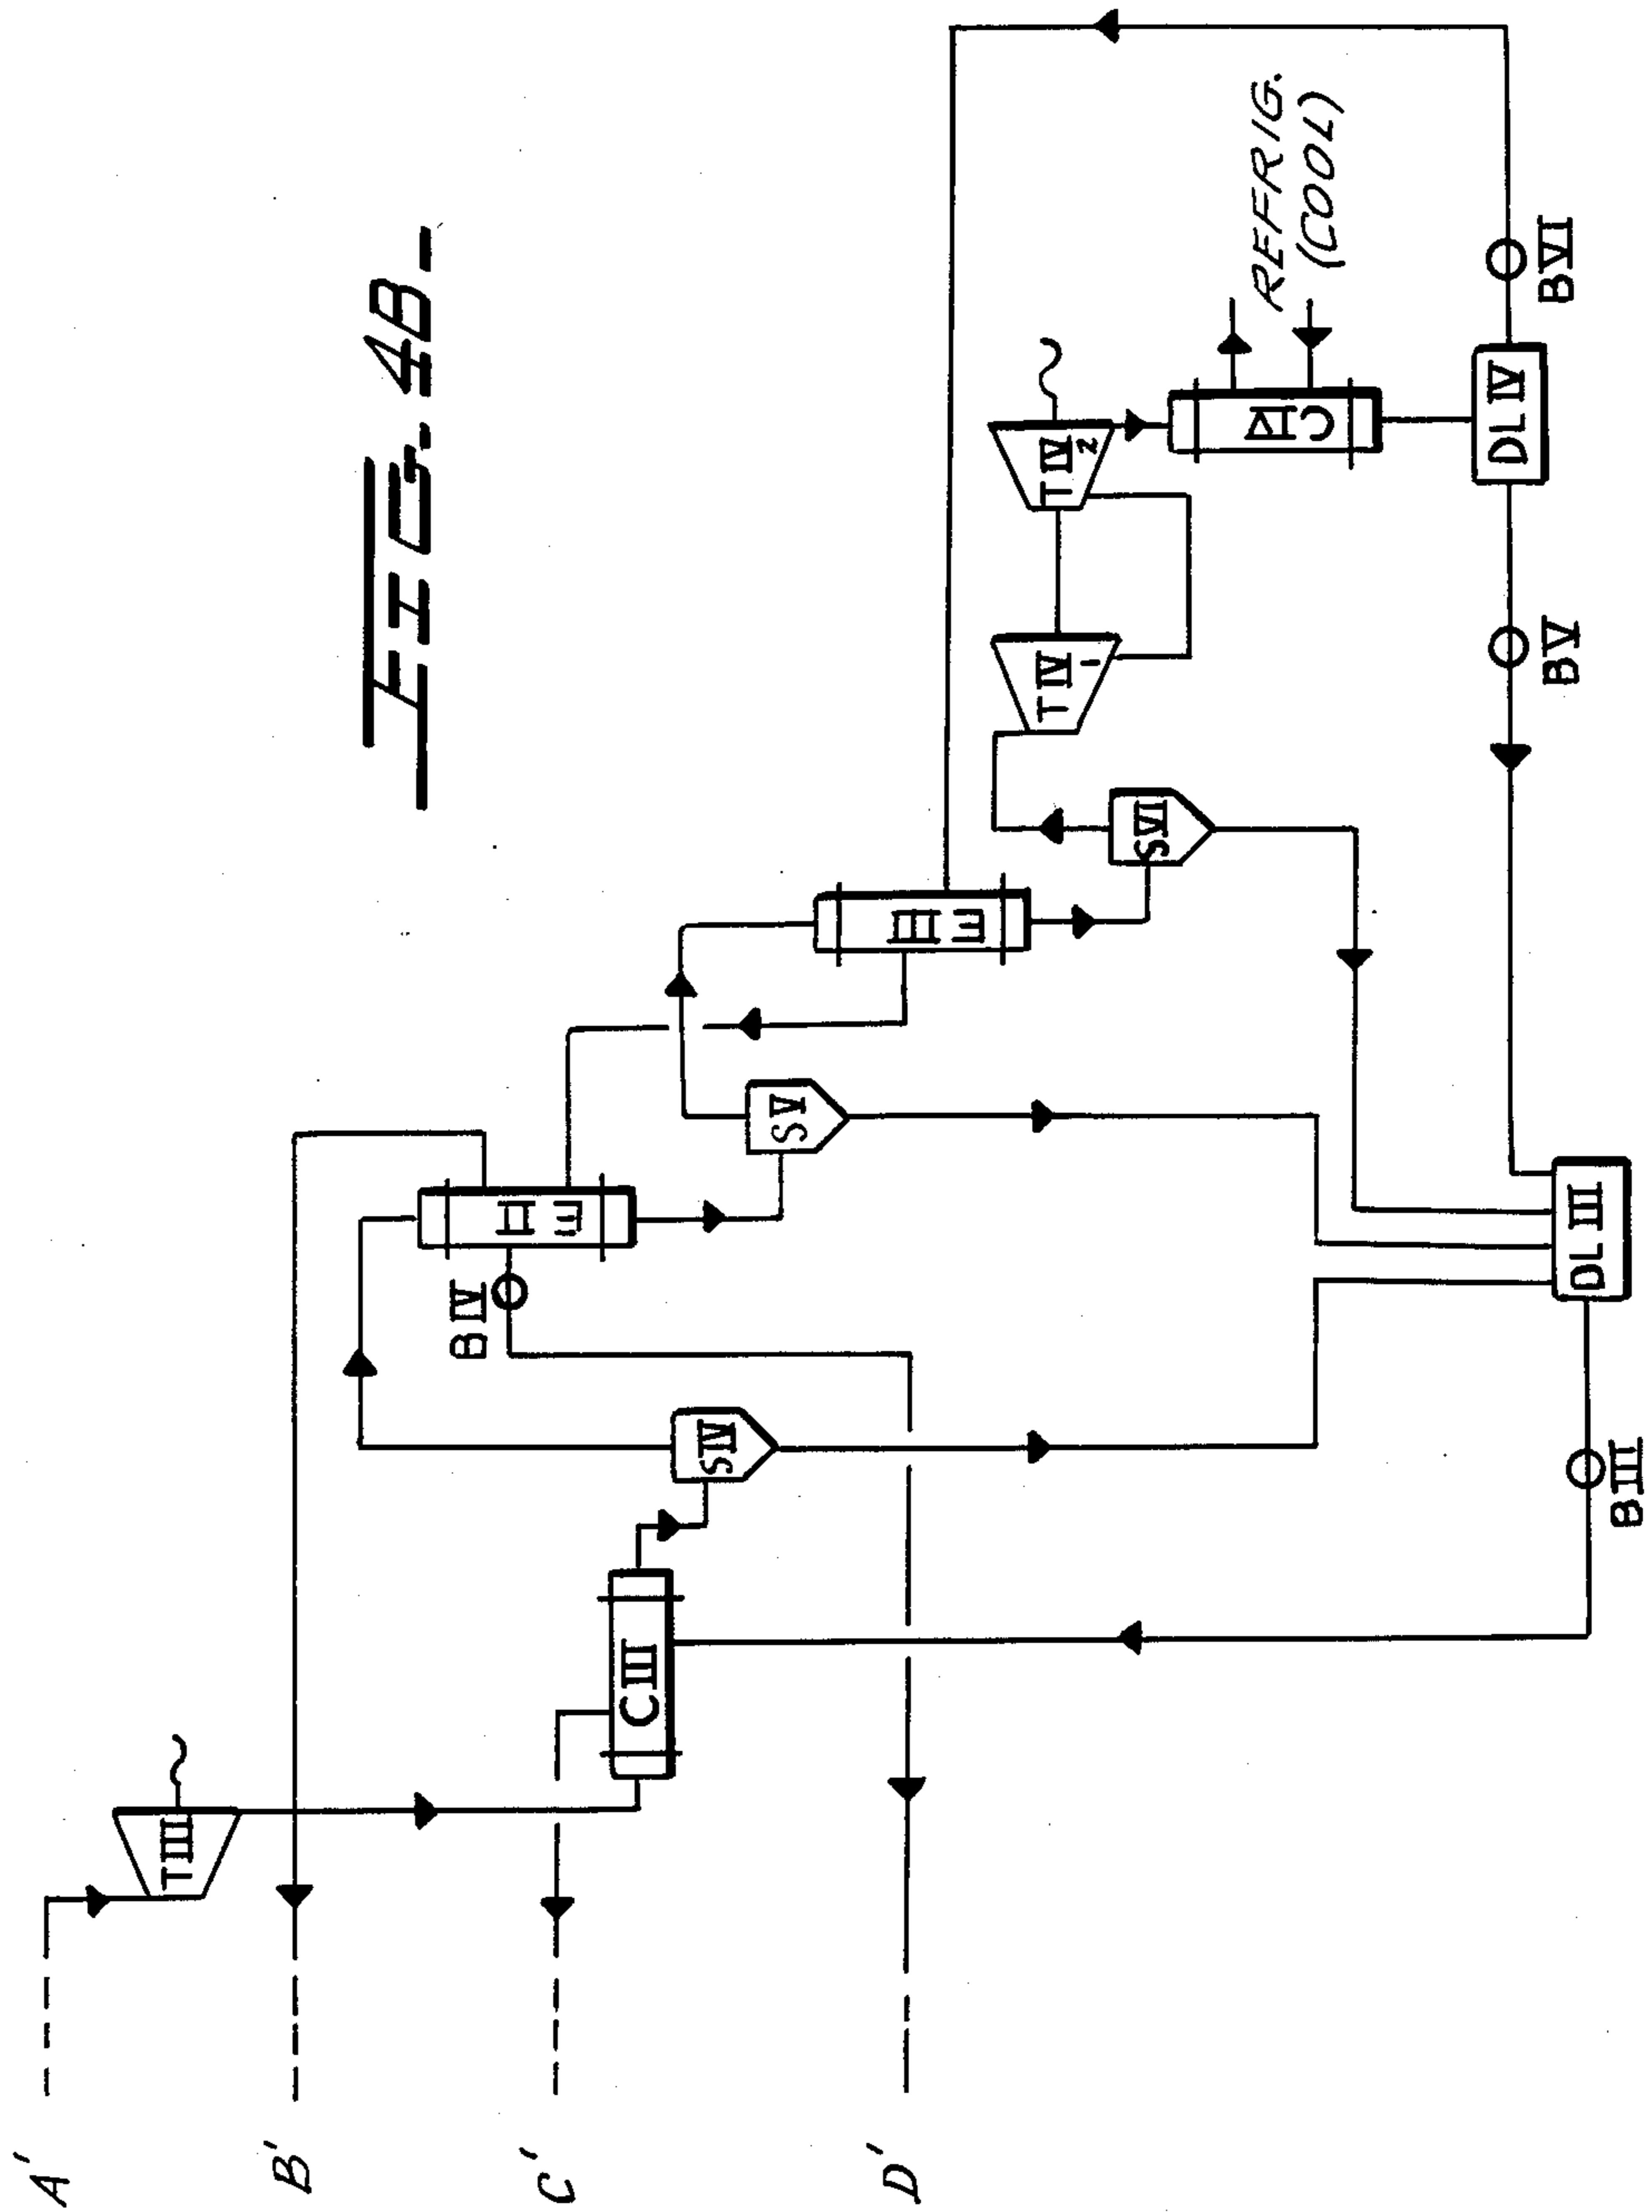 FIG. 4B.
A'
B'
C'
D'
T III
C III
S IV
B IV
E II
S V
E III
S VI
T IV 1
T IV 2
C IV
REFRIG.
(COOL)
DL IV
B VI
B V
DL III
B III